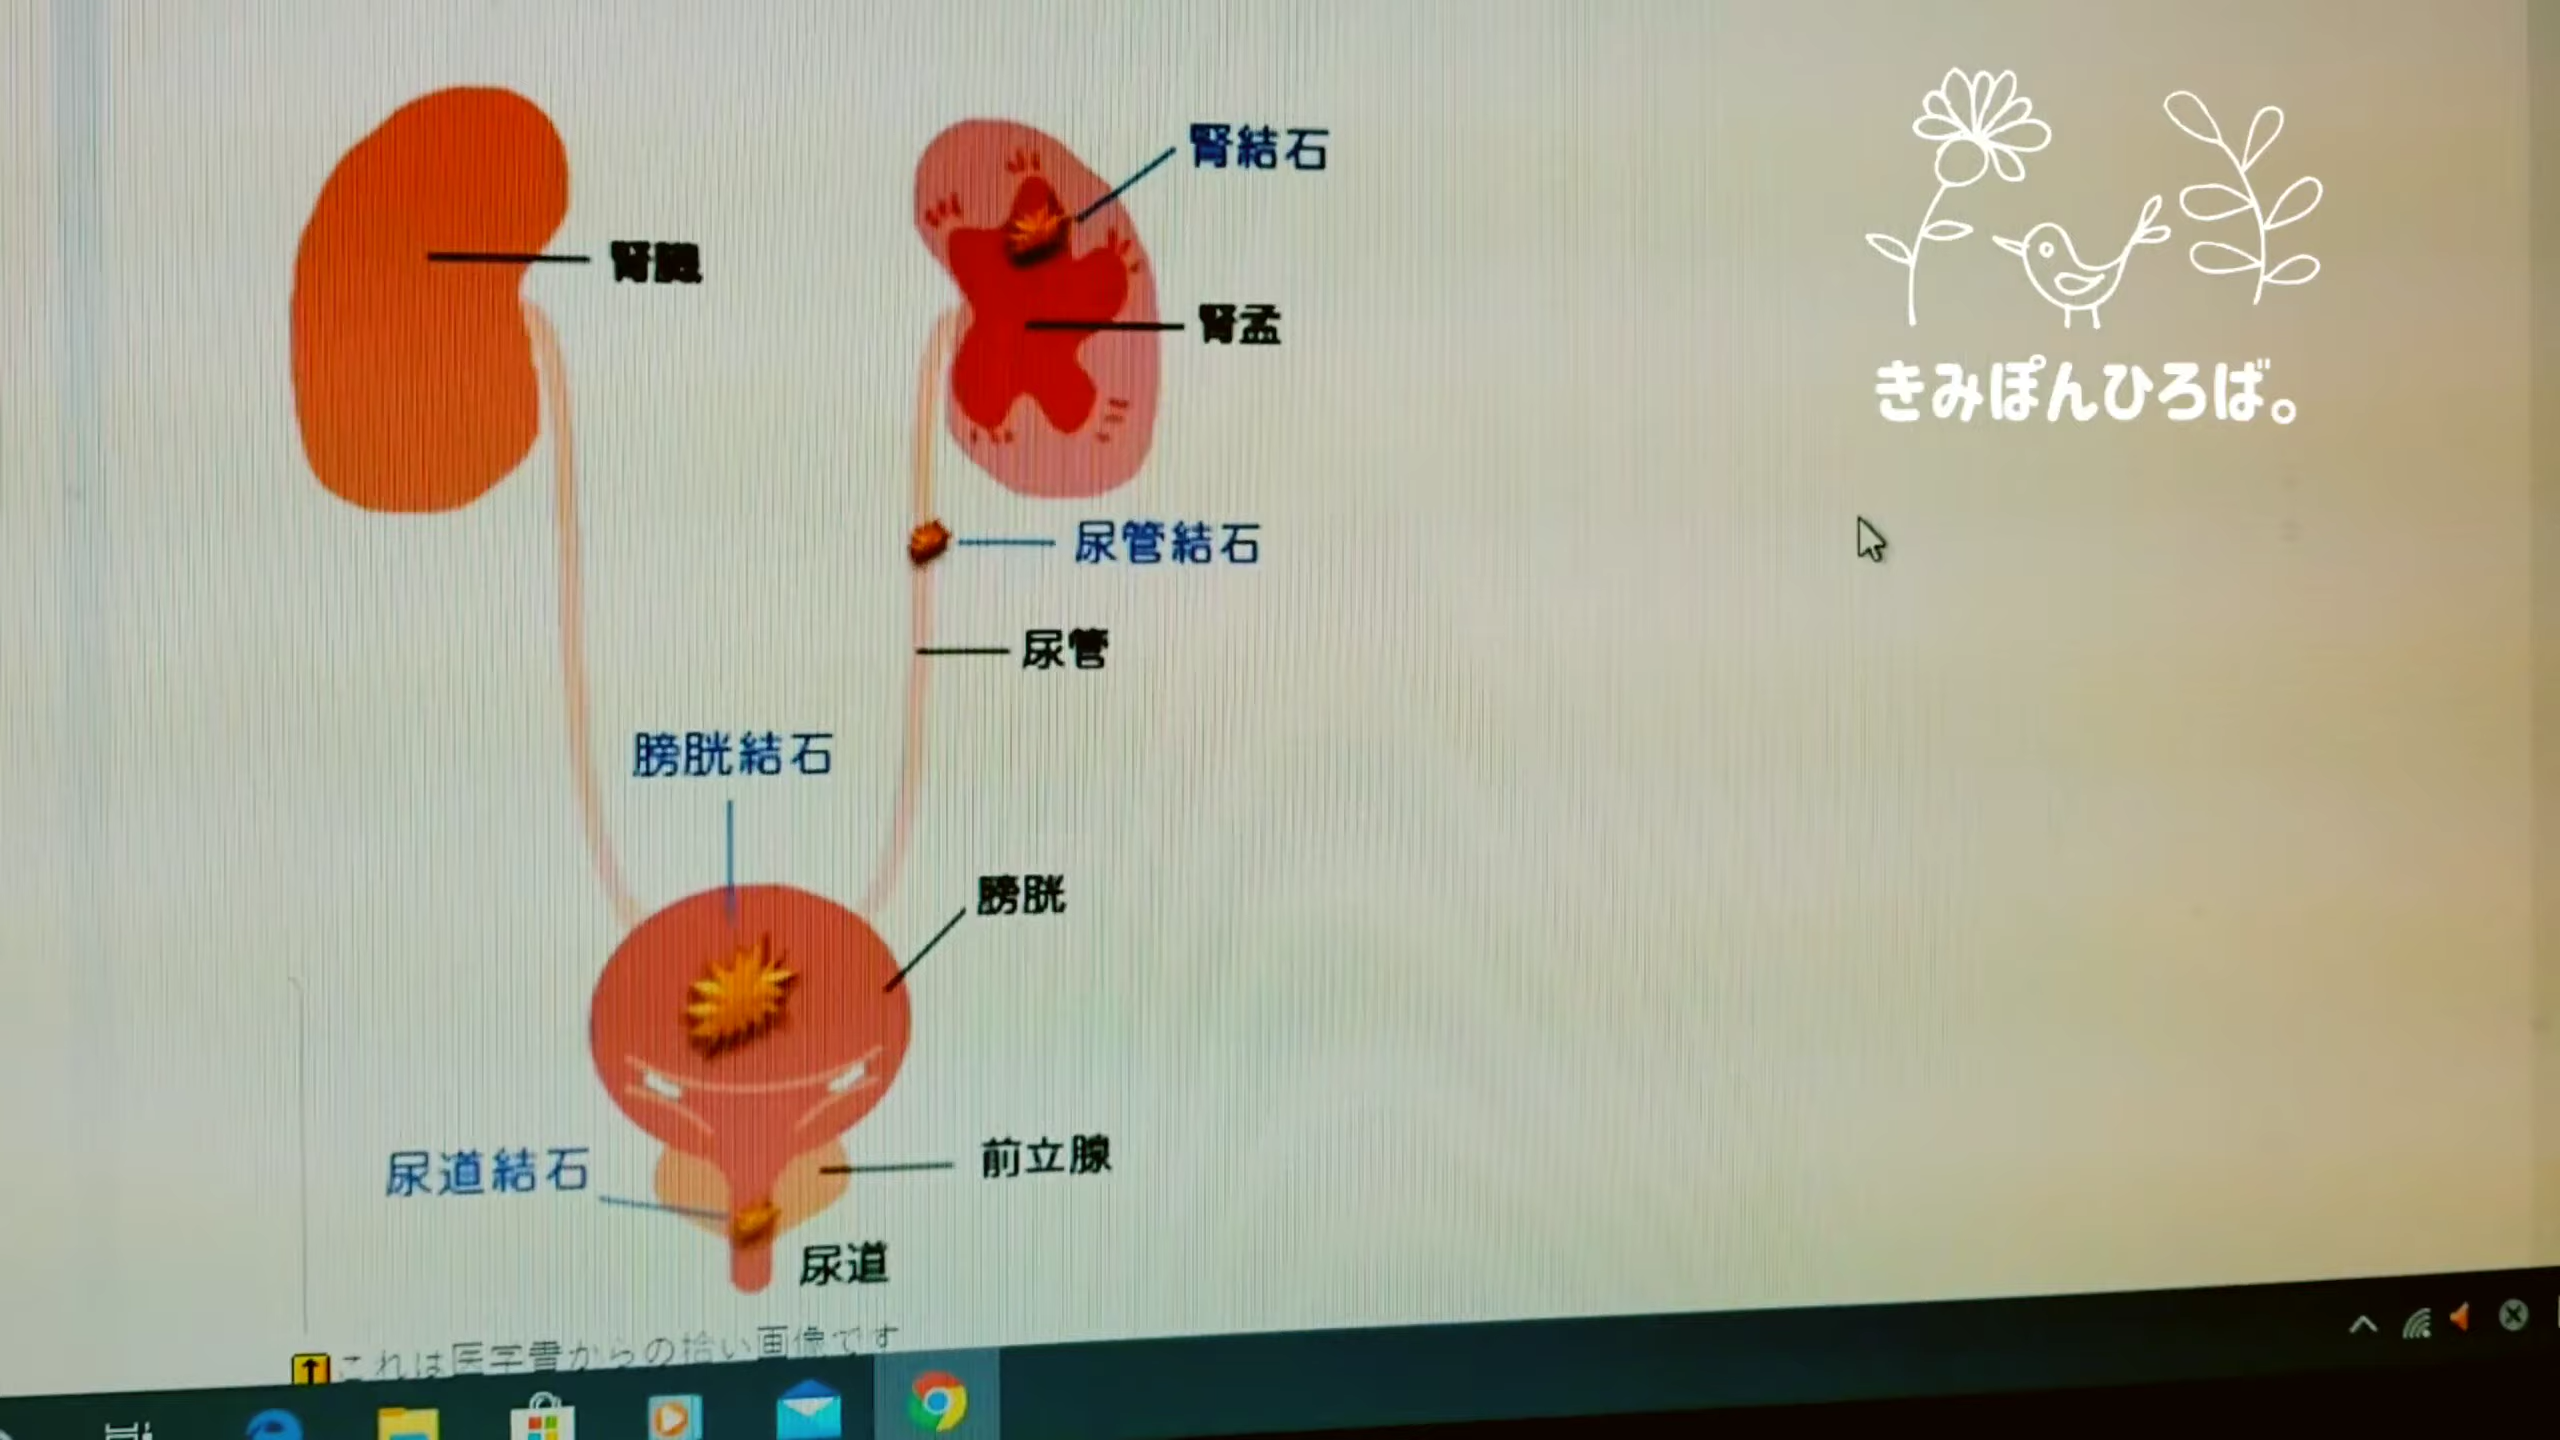 腎結石
腎臓
腎盂
きみぽんひろば。
尿管結石
尿管
膀胱結石
膀胱
尿道結石
前立腺
尿道
これは医学書からの拾い画像です